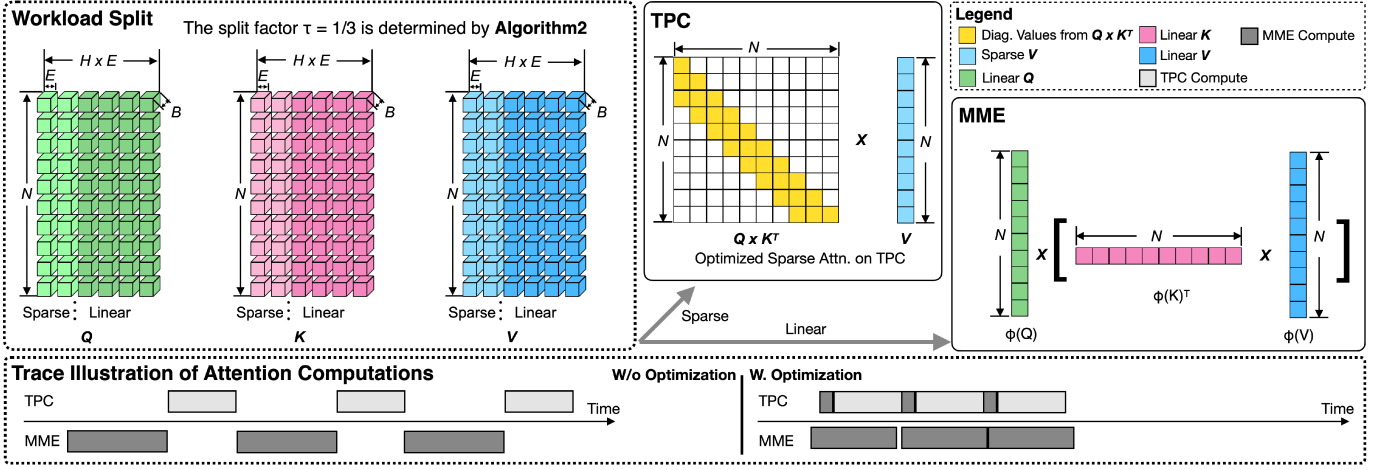 Workload Split
The split factor τ = 1/3 is determined by Algorithm2
H x E
E
B
N
Sparse
Linear
Q
H x E
E
B
N
Sparse
Linear
K
H x E
E
B
N
Sparse
Linear
V
TPC
N
N
X
N
Q x Kᵀ
V
Optimized Sparse Attn. on TPC
Sparse
Linear
Legend
Diag. Values from Q x Kᵀ
Linear K
MME Compute
Sparse V
Linear V
Linear Q
TPC Compute
MME
N
X
[
N
X
N
]
ϕ(K)ᵀ
ϕ(Q)
ϕ(V)
Trace Illustration of Attention Computations
W/o Optimization
W. Optimization
TPC
Time
MME
TPC
Time
MME